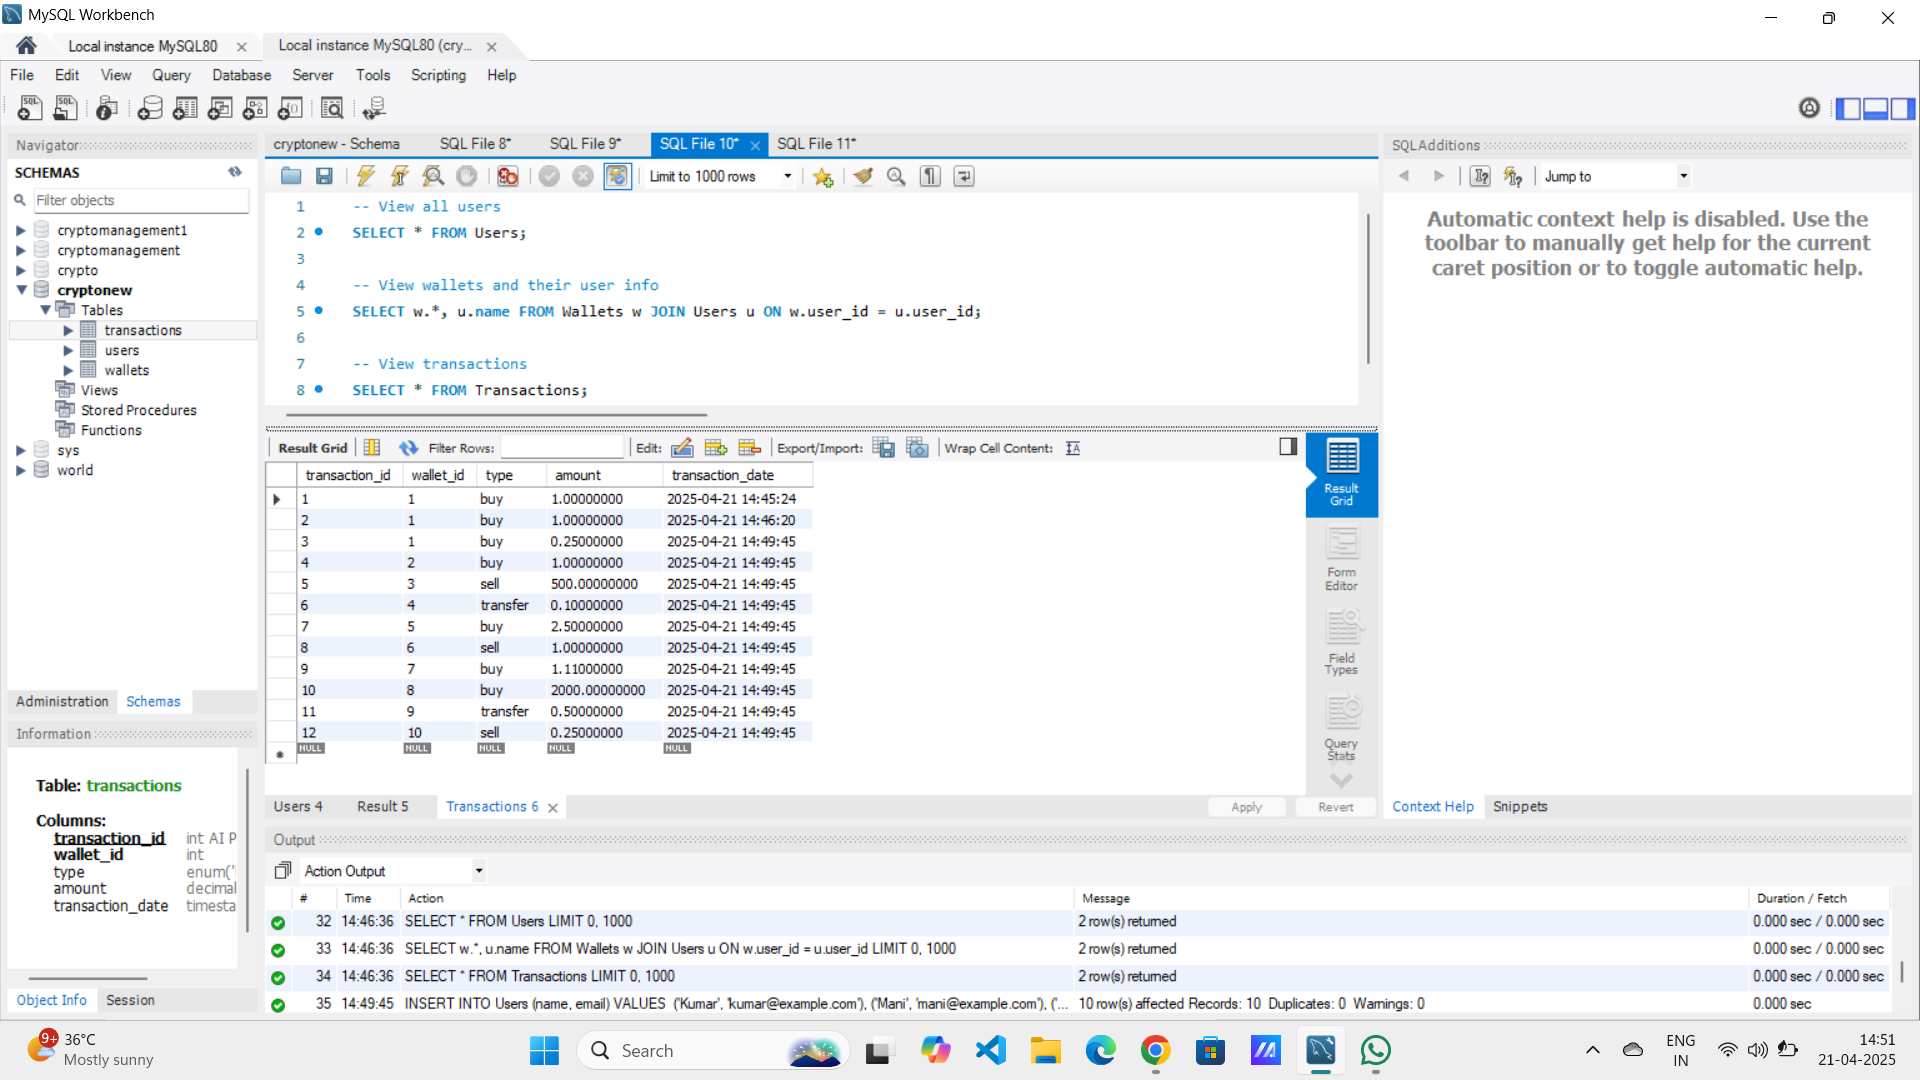 MySQL Workbench
Local instance MySQL80
Local instance MySQL80 (cry...
File Edit View Query Database Server Tools Scripting Help
Navigator
SCHEMAS
Filter objects
cryptomanagement1
cryptomanagement
crypto
cryptonew
Tables
transactions
users
wallets
Views
Stored Procedures
Functions
sys
world
Administration Schemas
Information
Table: transactions
Columns:
transaction_id int AI P
wallet_id int
type enum('
amount decimal
transaction_date timesta
Object Info Session
cryptonew - Schema SQL File 8* SQL File 9* SQL File 10* SQL File 11*
Limit to 1000 rows
1 -- View all users
2 SELECT * FROM Users;
3
4 -- View wallets and their user info
5 SELECT w.*, u.name FROM Wallets w JOIN Users u ON w.user_id = u.user_id;
6
7 -- View transactions
8 SELECT * FROM Transactions;
Result Grid Filter Rows: Edit: Export/Import: Wrap Cell Content:
transaction_id wallet_id type amount transaction_date
1 1 buy 1.00000000 2025-04-21 14:45:24
2 1 buy 1.00000000 2025-04-21 14:46:20
3 1 buy 0.25000000 2025-04-21 14:49:45
4 2 buy 1.00000000 2025-04-21 14:49:45
5 3 sell 500.00000000 2025-04-21 14:49:45
6 4 transfer 0.10000000 2025-04-21 14:49:45
7 5 buy 2.50000000 2025-04-21 14:49:45
8 6 sell 1.00000000 2025-04-21 14:49:45
9 7 buy 1.11000000 2025-04-21 14:49:45
10 8 buy 2000.00000000 2025-04-21 14:49:45
11 9 transfer 0.50000000 2025-04-21 14:49:45
12 10 sell 0.25000000 2025-04-21 14:49:45
NULL NULL NULL NULL NULL
Result
Grid
Form
Editor
Field
Types
Query
Stats
Users 4 Result 5 Transactions 6
Apply Revert
SQLAdditions
Jump to
Automatic context help is disabled. Use the
toolbar to manually get help for the current
caret position or to toggle automatic help.
Context Help Snippets
Output
Action Output
# Time Action Message Duration / Fetch
32 14:46:36 SELECT * FROM Users LIMIT 0, 1000 2 row(s) returned 0.000 sec / 0.000 sec
33 14:46:36 SELECT w.*, u.name FROM Wallets w JOIN Users u ON w.user_id = u.user_id LIMIT 0, 1000 2 row(s) returned 0.000 sec / 0.000 sec
34 14:46:36 SELECT * FROM Transactions LIMIT 0, 1000 2 row(s) returned 0.000 sec / 0.000 sec
35 14:49:45 INSERT INTO Users (name, email) VALUES ('Kumar', 'kumar@example.com'), ('Mani', 'mani@example.com'), ('... 10 row(s) affected Records: 10 Duplicates: 0 Warnings: 0 0.000 sec
9+
36°C
Mostly sunny
Search
ENG
IN
14:51
21-04-2025